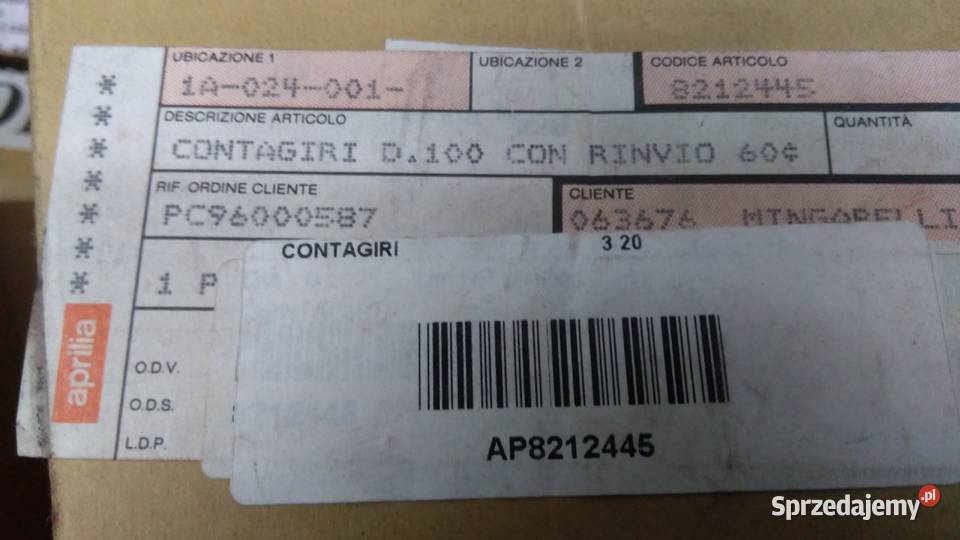 UBICAZIONE 1
1A-024-001-
UBICAZIONE 2
CODICE ARTICOLO
8212445
DESCRIZIONE ARTICOLO
CONTAGIRI D.100 CON RINVIO 60¢
QUANTITÀ
RIF. ORDINE CLIENTE
PC96000587
CLIENTE
063676 MINGARELLI
CONTAGIRI 3 20
1 P
aprilia
O.D.V.
O.D.S.
L.D.P.
AP8212445
Sprzedajemy.pl